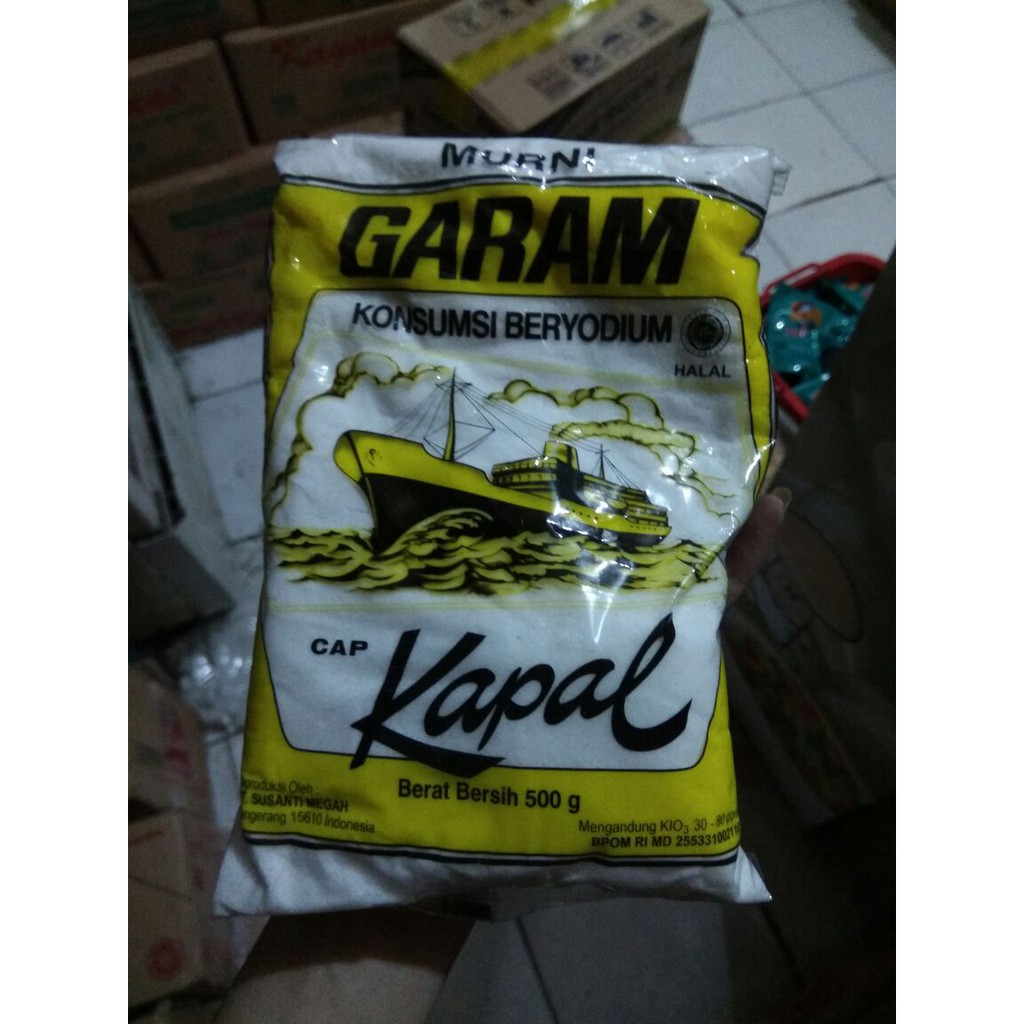 MURNI
GARAM
KONSUMSI BERYODIUM
HALAL
CAP
Kapal
Berat Bersih 500 g
Oleh :
SUSANTI MEGAH
15610 Indonesia
Mengandung KIO3 30 - 80
BPOM RI MD